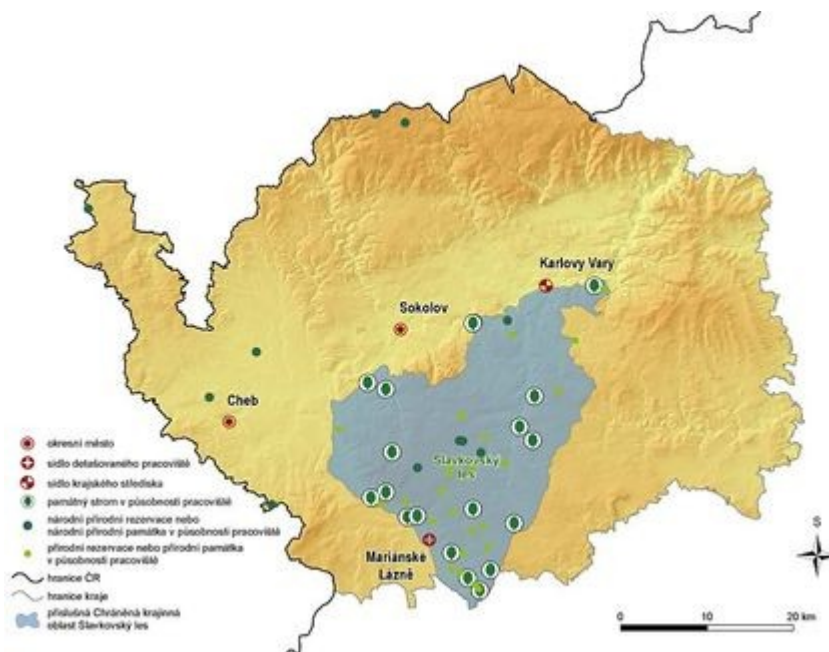 Karlovy Vary
Sokolov
Cheb
Slavkovský
les
Mariánské
Lázně
okresní město
sídlo detašovaného pracoviště
sídlo krajského střediska
památný strom v působnosti pracoviště
národní přírodní rezervace nebo
národní přírodní památka v působnosti pracoviště
přírodní rezervace nebo přírodní památka
v působnosti pracoviště
hranice ČR
hranice kraje
příslušná Chráněná krajinná
oblast Slavkovský les
S
0 10 20 km